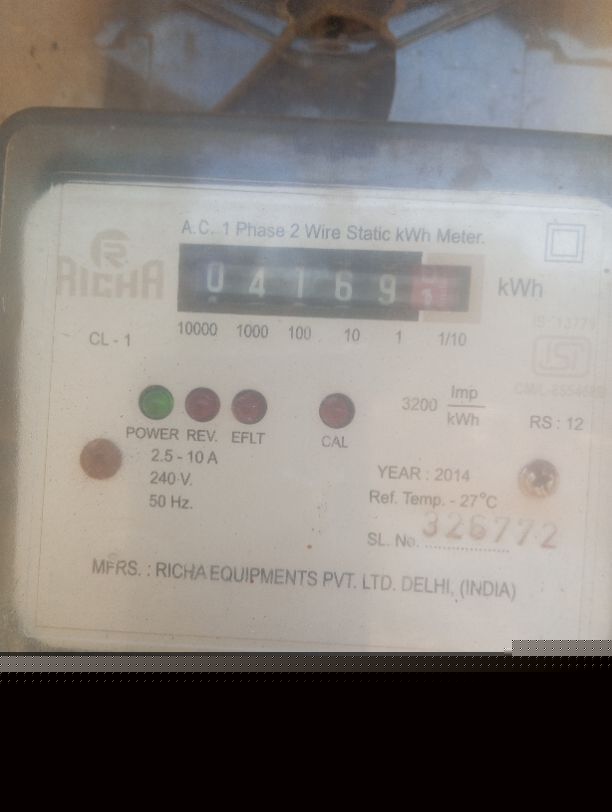 A.C. 1 Phase 2 Wire Static kWh Meter.
RICHA
0 4 1 6 9 kWh
10000 1000 100 10 1 1/10
CL - 1
IS:13779
ISI
3200 Imp/kWh
RS : 12
POWER REV. EFLT CAL
2.5 - 10 A
240 V.
50 Hz.
YEAR : 2014
Ref. Temp. - 27°C
SL. No. 326772
MFRS. : RICHA EQUIPMENTS PVT. LTD. DELHI, (INDIA)